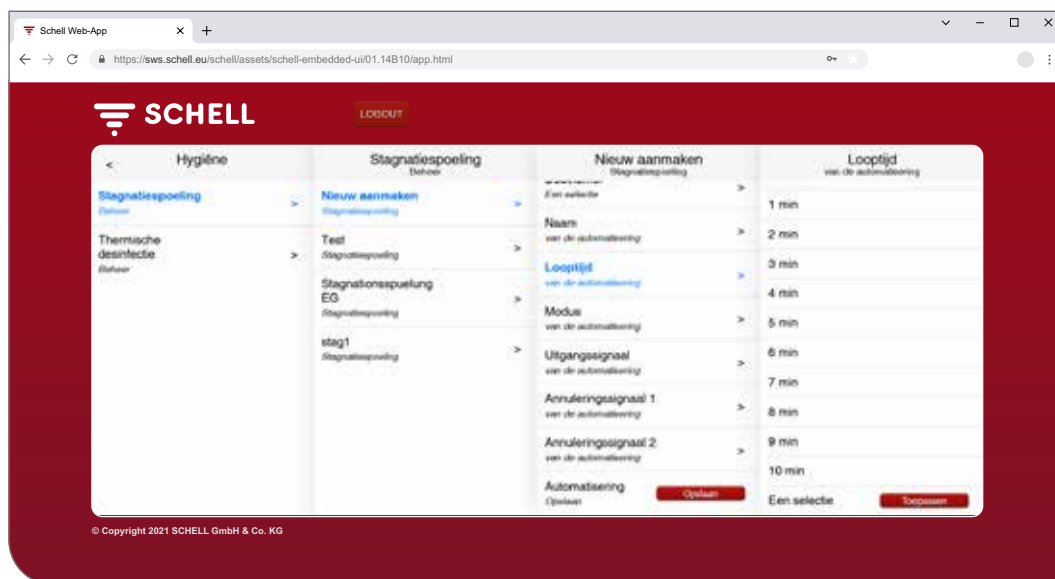 Schell Web-App
https://sws.schell.eu/schell/assets/schell-embedded-ui/01.14B10/app.html
SCHELL
LOGOUT
< Hygiëne
Stagnatiespoeling >
Beheer
Thermische
desinfectie >
Beheer
Stagnatiespoeling
Beheer
Nieuw aanmaken >
Stagnatiespoeling
Test >
Stagnatiespoeling
Stagnationsspuelung
EG >
Stagnatiespoeling
stag1 >
Stagnatiespoeling
Nieuw aanmaken
Stagnatiespoeling
Een selectie >
Naam >
van de automatisering
Looptijd >
van de automatisering
Modus >
van de automatisering
Uitgangssignaal >
van de automatisering
Annuleringssignaal 1 >
van de automatisering
Annuleringssignaal 2 >
van de automatisering
Automatisering Opslaan
Opslaan
Looptijd
van de automatisering
1 min
2 min
3 min
4 min
5 min
6 min
7 min
8 min
9 min
10 min
Een selectie Toepassen
© Copyright 2021 SCHELL GmbH & Co. KG